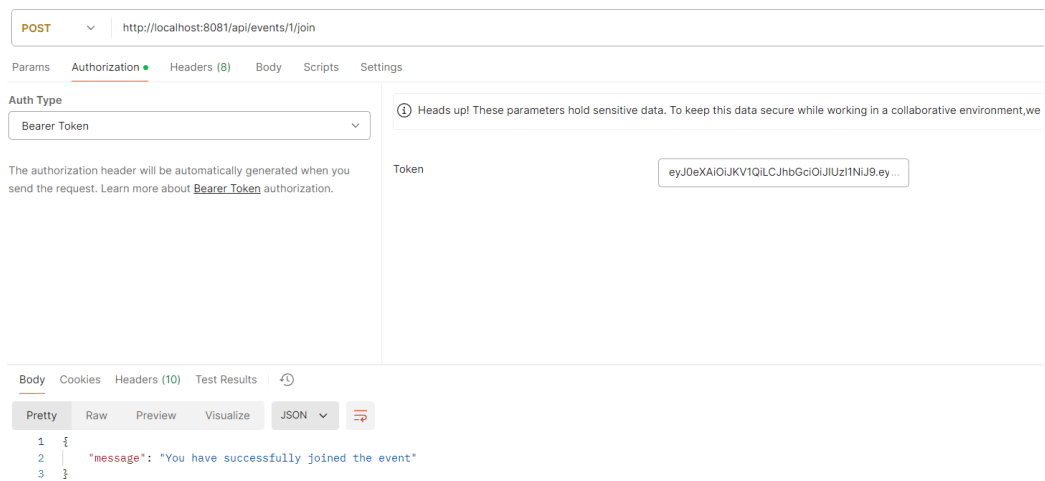 POST http://localhost:8081/api/events/1/join
Params Authorization Headers (8) Body Scripts Settings
Auth Type
Bearer Token
The authorization header will be automatically generated when you
send the request. Learn more about Bearer Token authorization.
Heads up! These parameters hold sensitive data. To keep this data secure while working in a collaborative environment,we
Token eyJ0eXAiOiJKV1QiLCJhbGciOiJIUzI1NiJ9.ey...
Body Cookies Headers (10) Test Results
Pretty Raw Preview Visualize JSON
1 {
2 "message": "You have successfully joined the event"
3 }